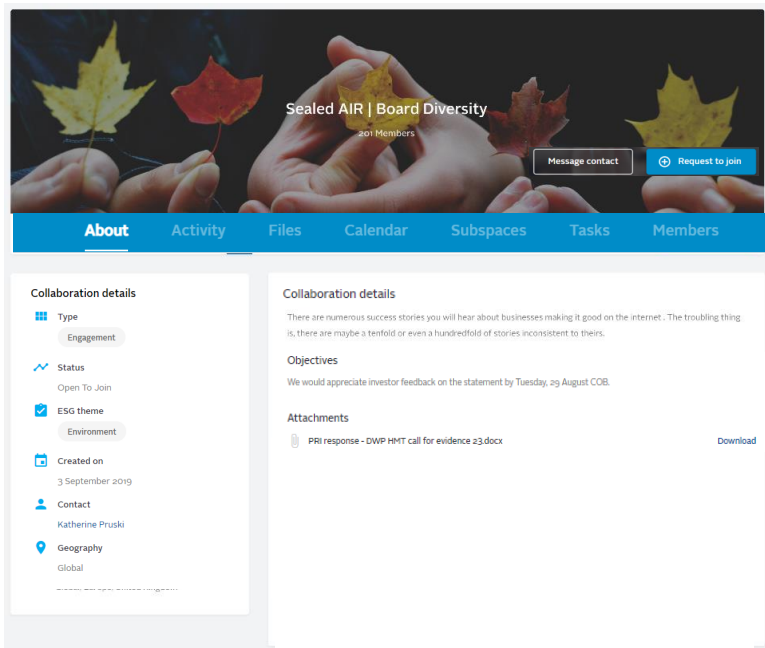 Sealed AIR | Board Diversity
201 Members
Message contact
Request to join
About
Activity
Files
Calendar
Subspaces
Tasks
Members
Collaboration details
Type
Engagement
Status
Open To Join
ESG theme
Environment
Created on
3 September 2019
Contact
Katherine Pruski
Geography
Global
Collaboration details
There are numerous success stories you will hear about businesses making it good on the internet . The troubling thing
is, there are maybe a tenfold or even a hundredfold of stories inconsistent to theirs.
Objectives
We would appreciate investor feedback on the statement by Tuesday, 29 August COB.
Attachments
PRI response - DWP HMT call for evidence 23.docx
Download